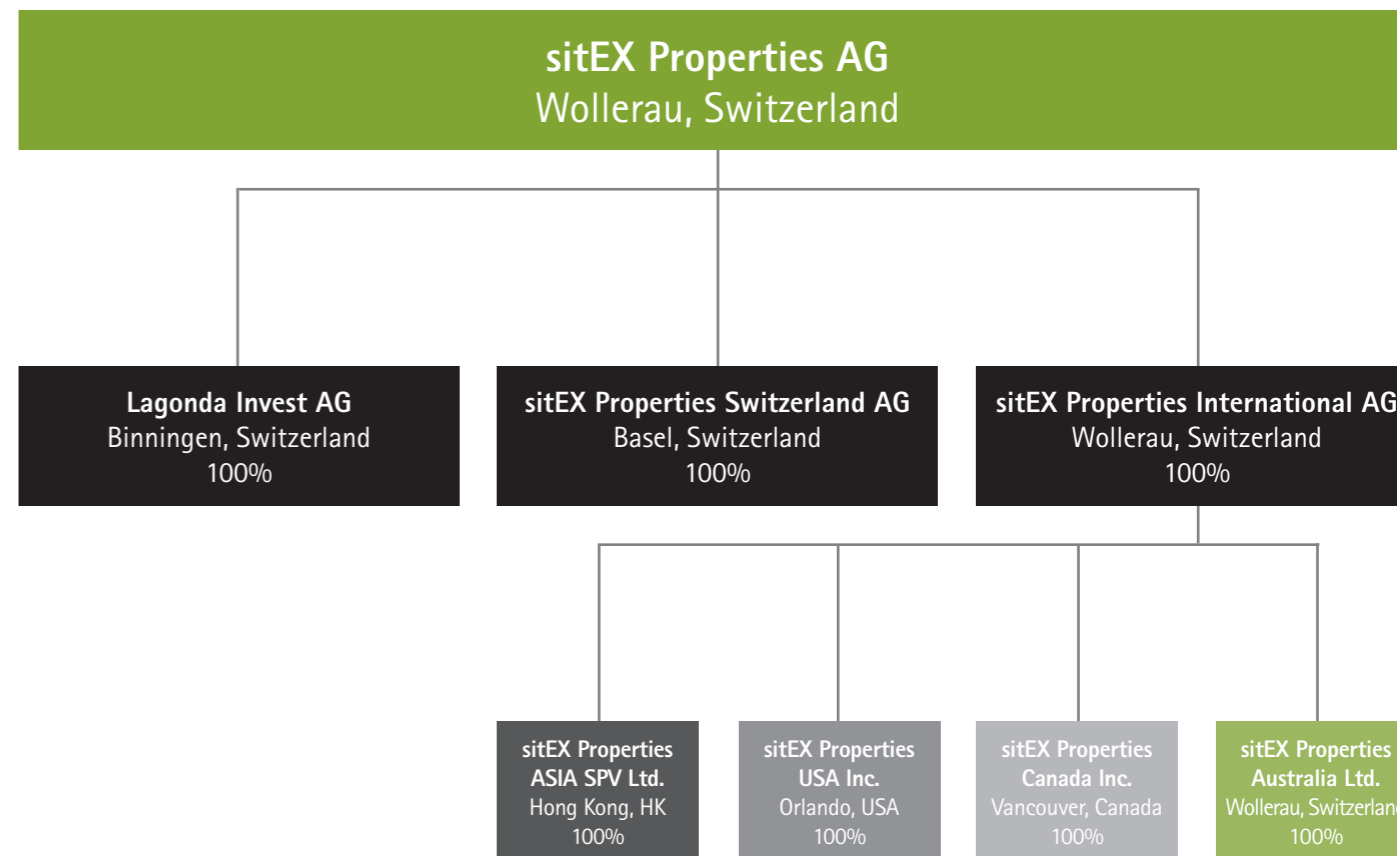 sitEX Properties AG
Wollerau, Switzerland
Lagonda Invest AG
Binningen, Switzerland
100%
sitEX Properties Switzerland AG
Basel, Switzerland
100%
sitEX Properties International AG
Wollerau, Switzerland
100%
sitEX Properties
ASIA SPV Ltd.
Hong Kong, HK
100%
sitEX Properties
USA Inc.
Orlando, USA
100%
sitEX Properties
Canada Inc.
Vancouver, Canada
100%
sitEX Properties
Australia Ltd.
Wollerau, Switzerland
100%